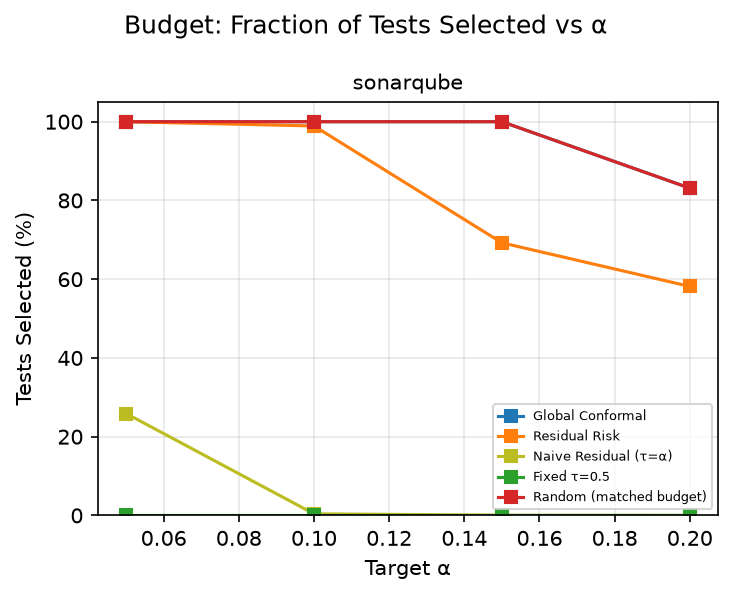 Budget: Fraction of Tests Selected vs α
sonarqube
100
80
60
40
20
0
Tests Selected (%)
0.06 0.08 0.10 0.12 0.14 0.16 0.18 0.20
Target α
Global Conformal
Residual Risk
Naive Residual (τ=α)
Fixed τ=0.5
Random (matched budget)